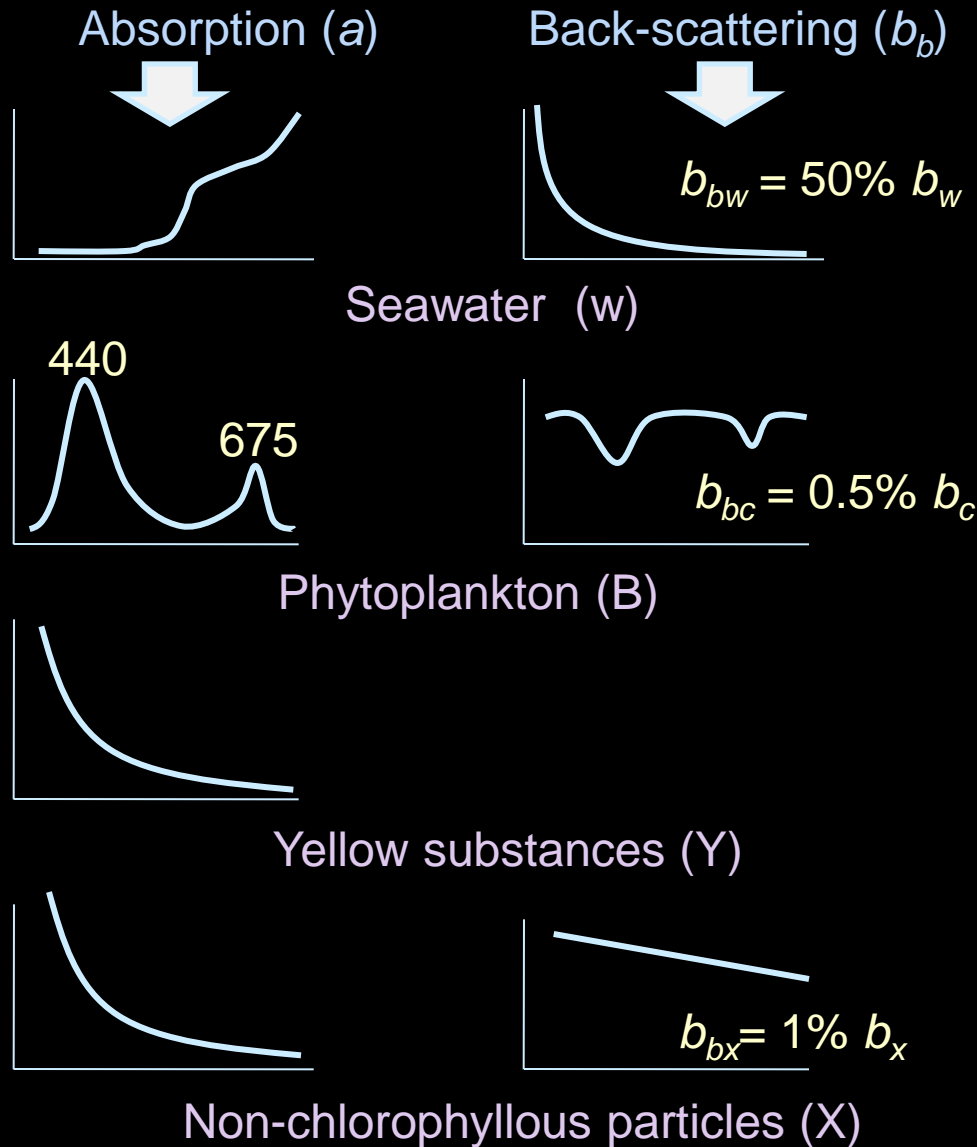 Absorption (a) Back-scattering (b_b)
b_bw = 50% b_w
Seawater (w)
440
675
b_bc = 0.5% b_c
Phytoplankton (B)
Yellow substances (Y)
b_bx= 1% b_x
Non-chlorophyllous particles (X)